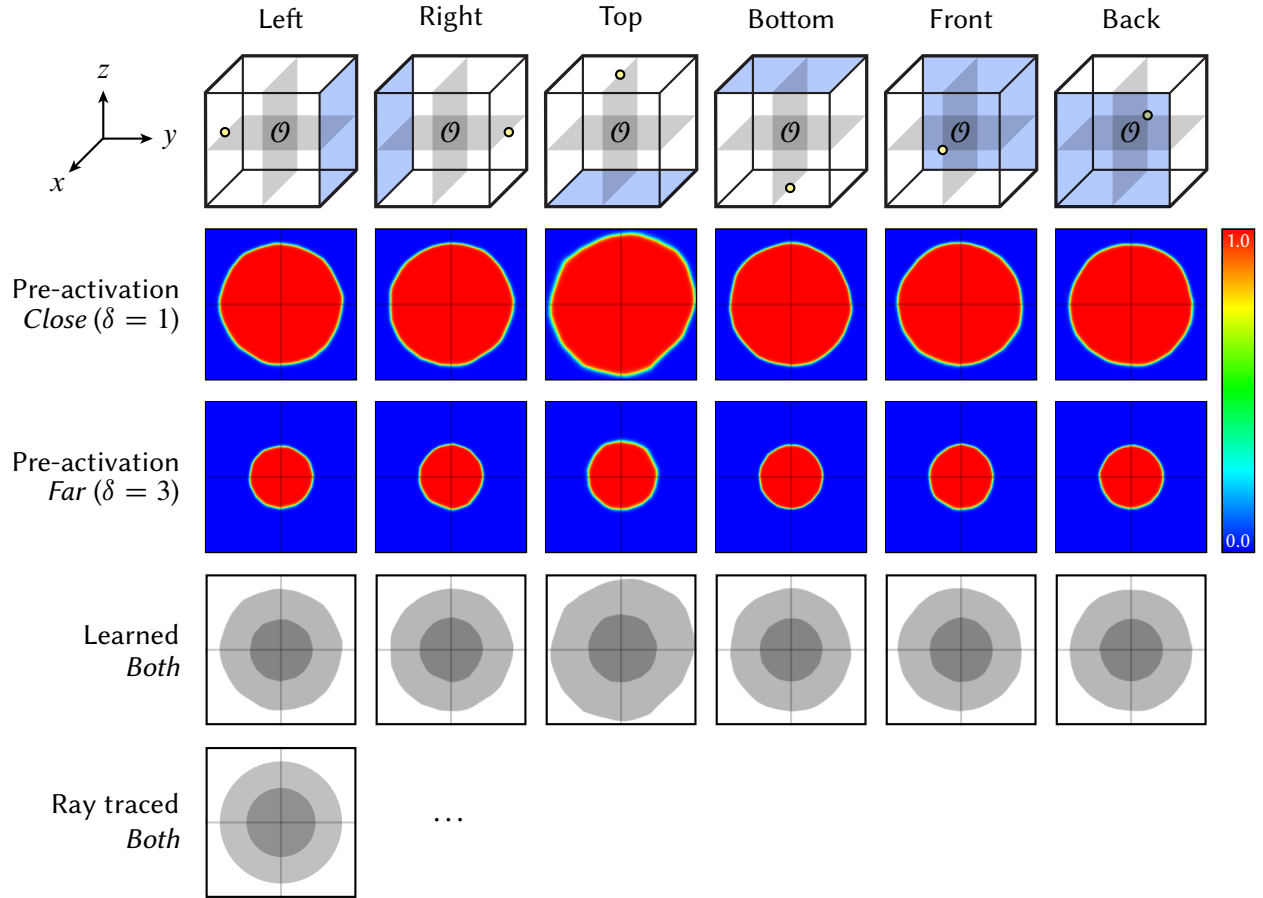 Left Right Top Bottom Front Back
z
y
x
𝒪 𝒪 𝒪 𝒪 𝒪 𝒪
Pre-activation
Close (δ = 1)
1.0
Pre-activation
Far (δ = 3)
0.0
Learned
Both
Ray traced
Both
...